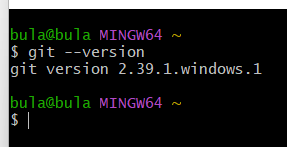 bula@bula MINGW64 ~
$ git --version
git version 2.39.1.windows.1
bula@bula MINGW64 ~
$